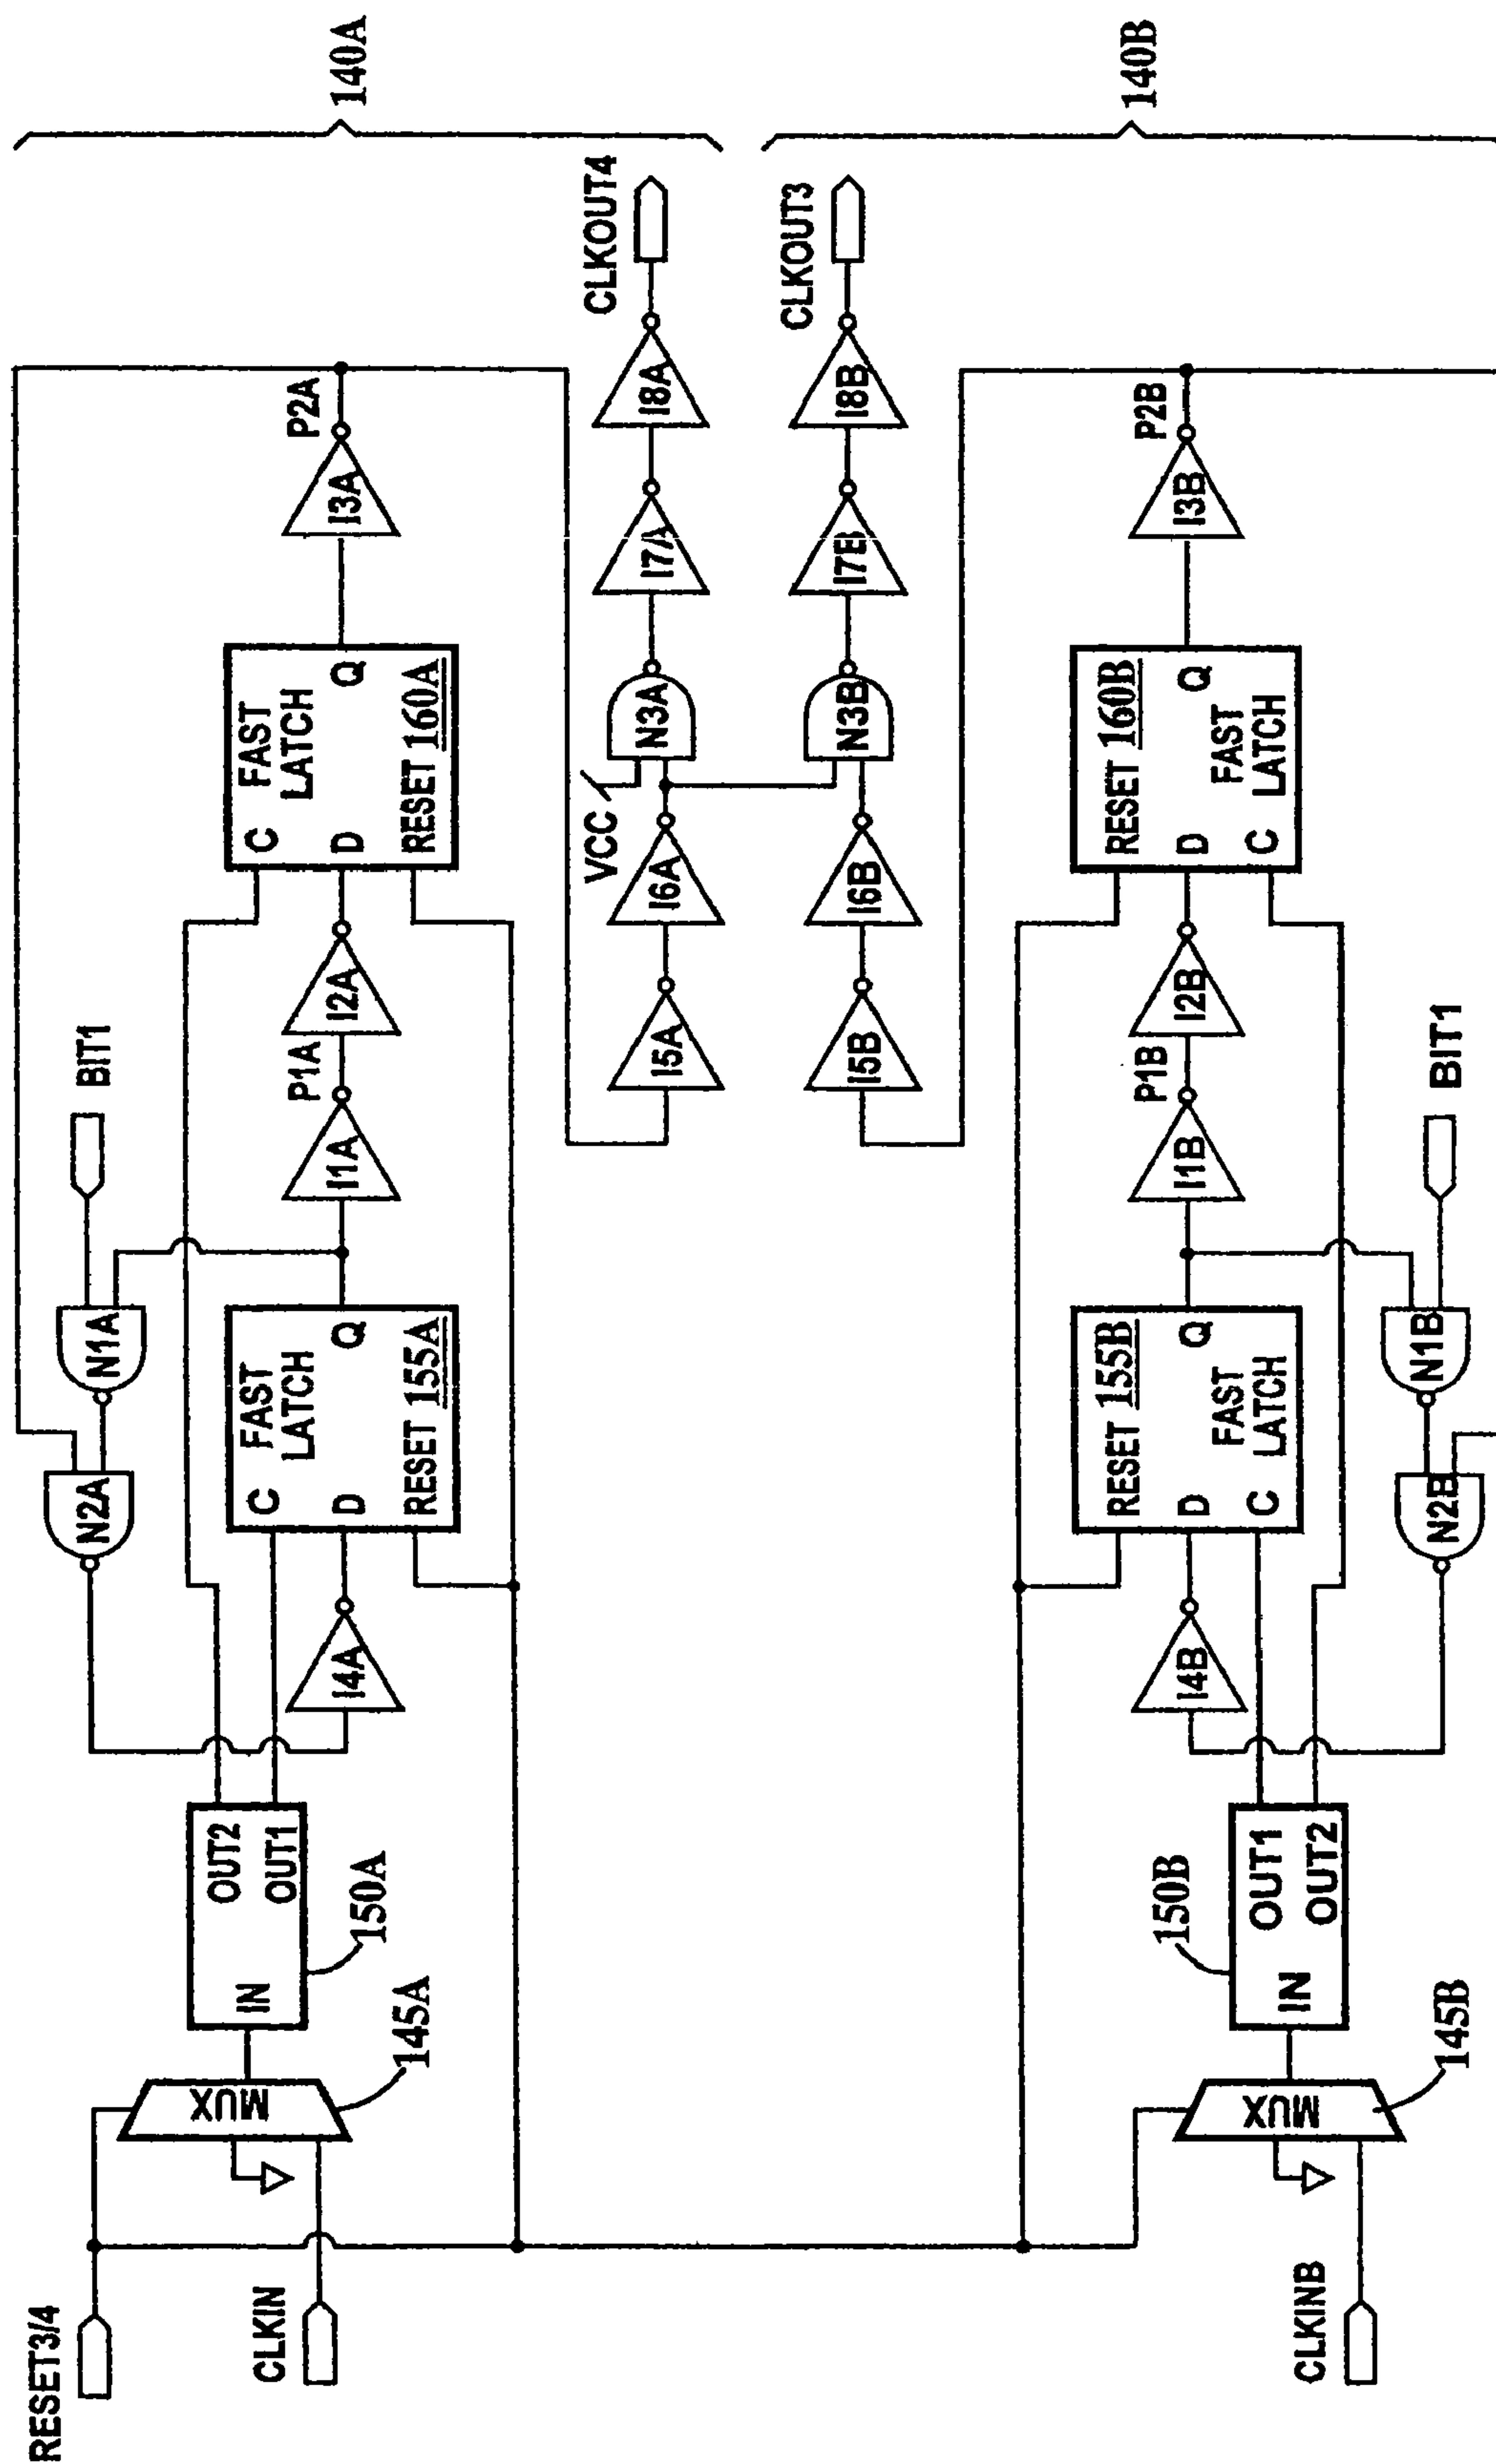 RESET3/4
CLKIN
MUX
145A
IN
OUT2
OUT1
150A
N2A
N1A
BIT1
I4A
C
D
FAST
LATCH
Q
RESET 155A
I1A
P1A
I2A
C
D
FAST
LATCH
Q
RESET 160A
I3A
P2A
140A
I5A
I6A
VCC
N3A
I7A
I8A
CLKOUT4
I5B
I6B
N3B
I7B
I8B
CLKOUT3
140B
CLKINB
MUX
145B
IN
OUT1
OUT2
150B
I4B
RESET 155B
D
C
Q
FAST
LATCH
N2B
N1B
BIT1
I1B
P1B
I2B
RESET 160B
D
C
Q
FAST
LATCH
I3B
P2B